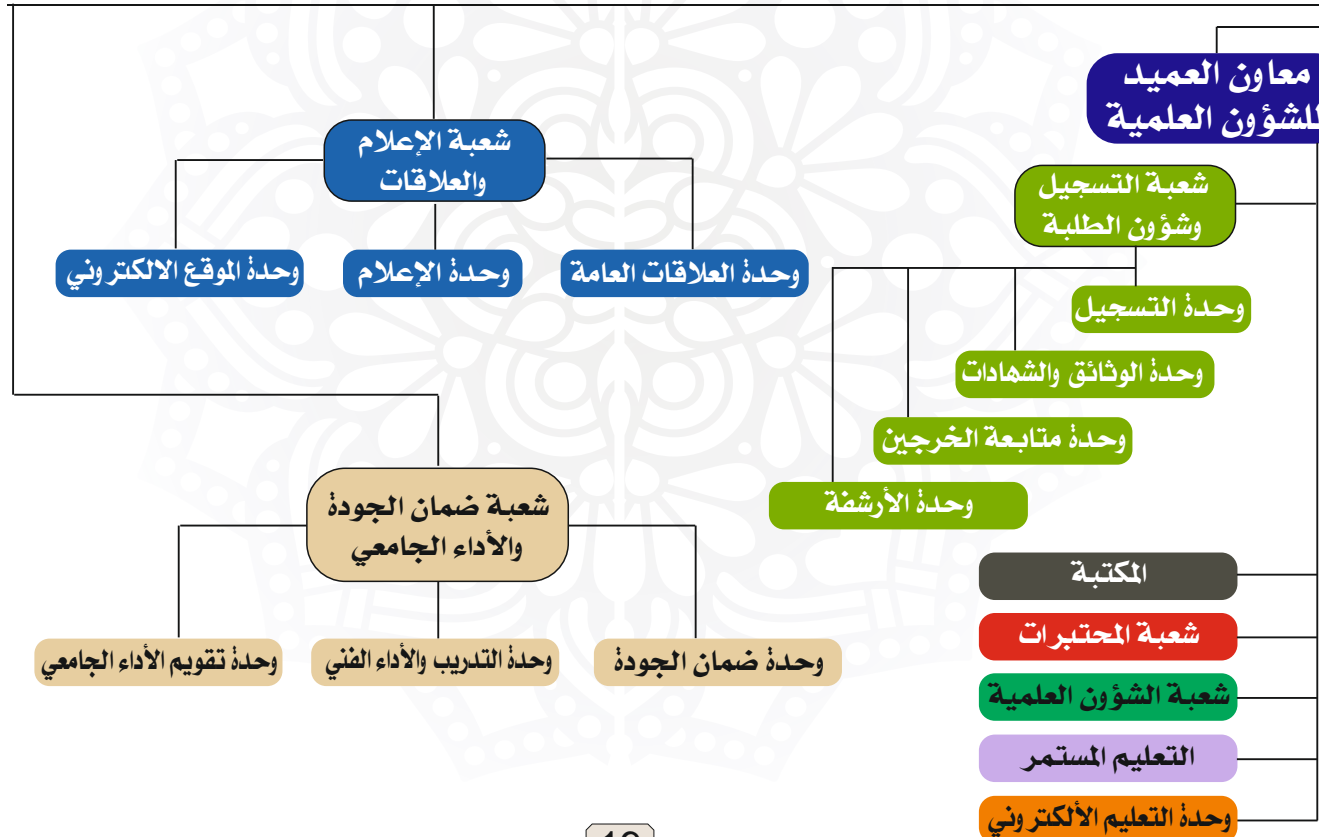 معاون العميد
للشؤون العلمية
شعبة التسجيل
وشؤون الطلبة
وحدة التسجيل
وحدة الوثائق والشهادات
وحدة متابعة الخرجين
وحدة الأرشفة
المكتبة
شعبة المختبرات
شعبة الشؤون العلمية
التعليم المستمر
وحدة التعليم الألكتروني
شعبة الإعلام
والعلاقات
وحدة العلاقات العامة
وحدة الإعلام
وحدة الموقع الالكتروني
شعبة ضمان الجودة
والأداء الجامعي
وحدة ضمان الجودة
وحدة التدريب والأداء الفني
وحدة تقويم الأداء الجامعي